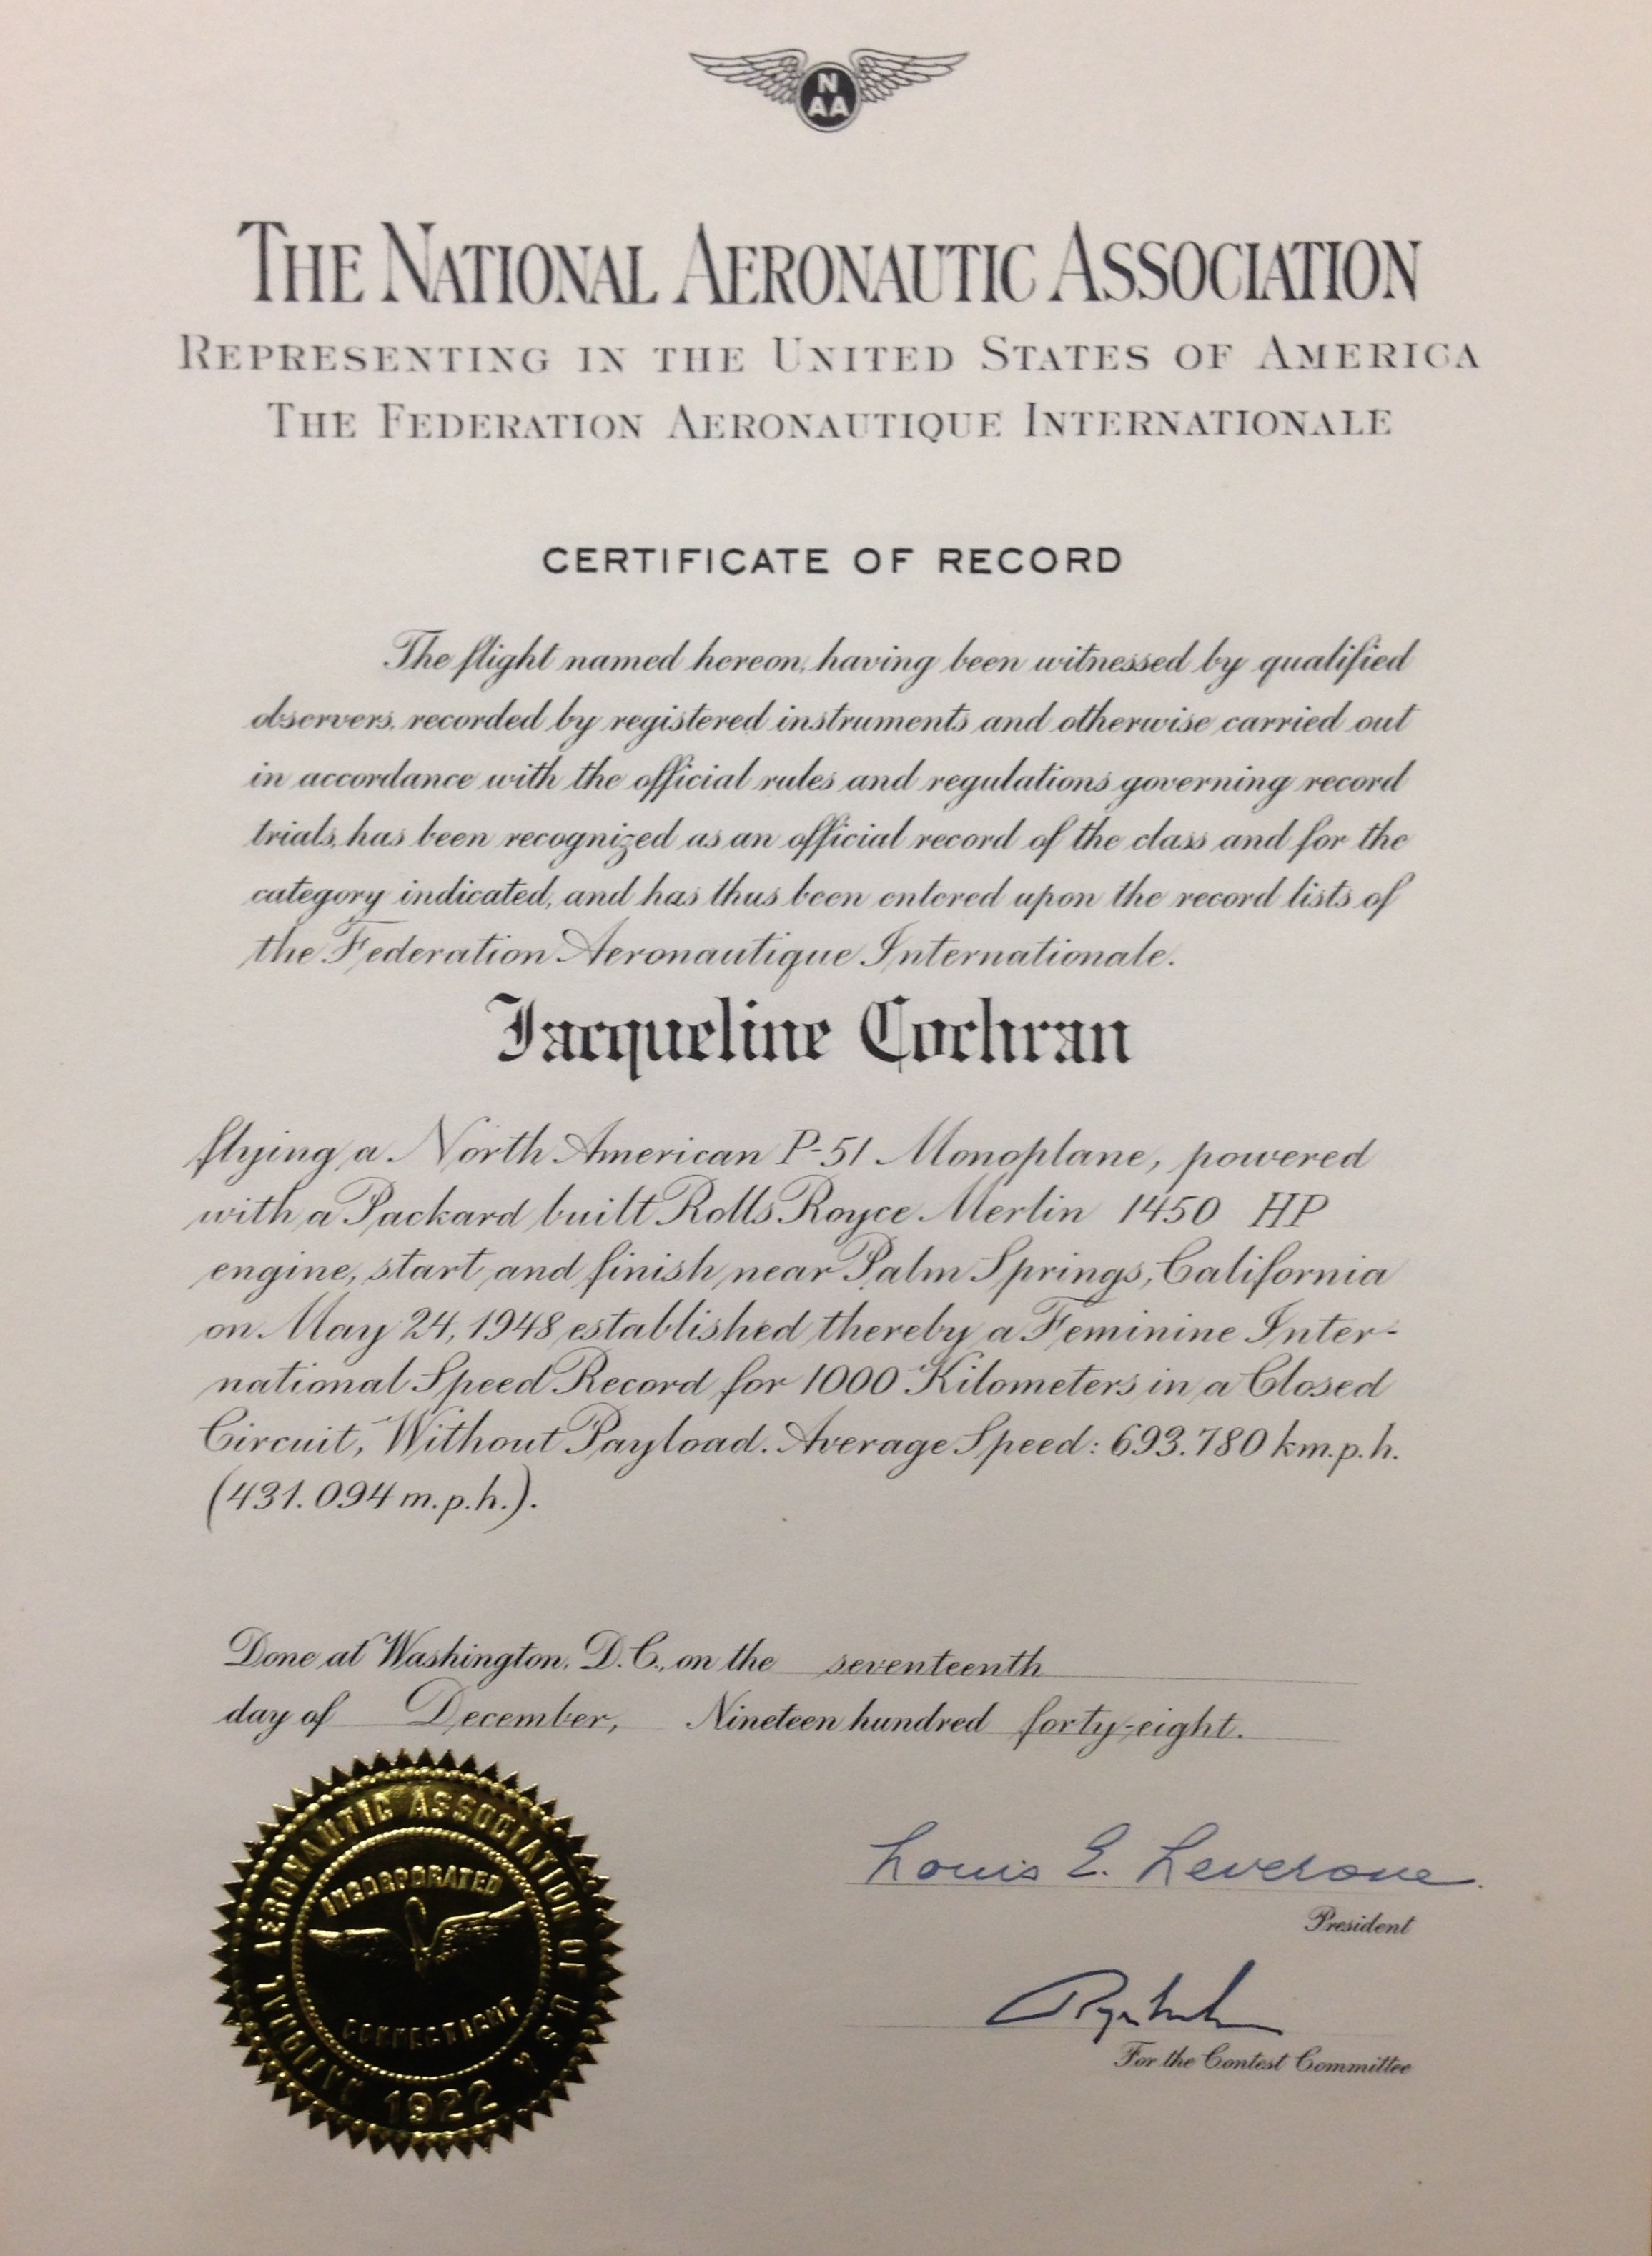 N
AA
THE NATIONAL AERONAUTIC ASSOCIATION
REPRESENTING IN THE UNITED STATES OF AMERICA
THE FEDERATION AERONAUTIQUE INTERNATIONALE
CERTIFICATE OF RECORD
The flight named hereon, having been witnessed by qualified
observers, recorded by registered instruments and otherwise carried out
in accordance with the official rules and regulations governing record
trials, has been recognized as an official record of the class and for the
category indicated, and has thus been entered upon the record lists of
the Federation Aeronautique Internationale.
Jacqueline Cochran
flying a North American P-51 Monoplane, powered
with a Packard built Rolls Royce Merlin 1450 HP
engine, start and finish near Palm Springs, California
on May 24, 1948 established thereby a Feminine Inter-
national Speed Record for 1000 Kilometers in a Closed
Circuit, Without Payload. Average Speed: 693.780 km.p.h.
(431.094 m.p.h.).
Done at Washington, D.C., on the seventeenth
day of December, Nineteen hundred forty-eight.
NATIONAL AERONAUTIC ASSOCIATION OF U.S.A.
INCORPORATED
CONNECTICUT
1922
Louis E. Leverone
President
For the Contest Committee